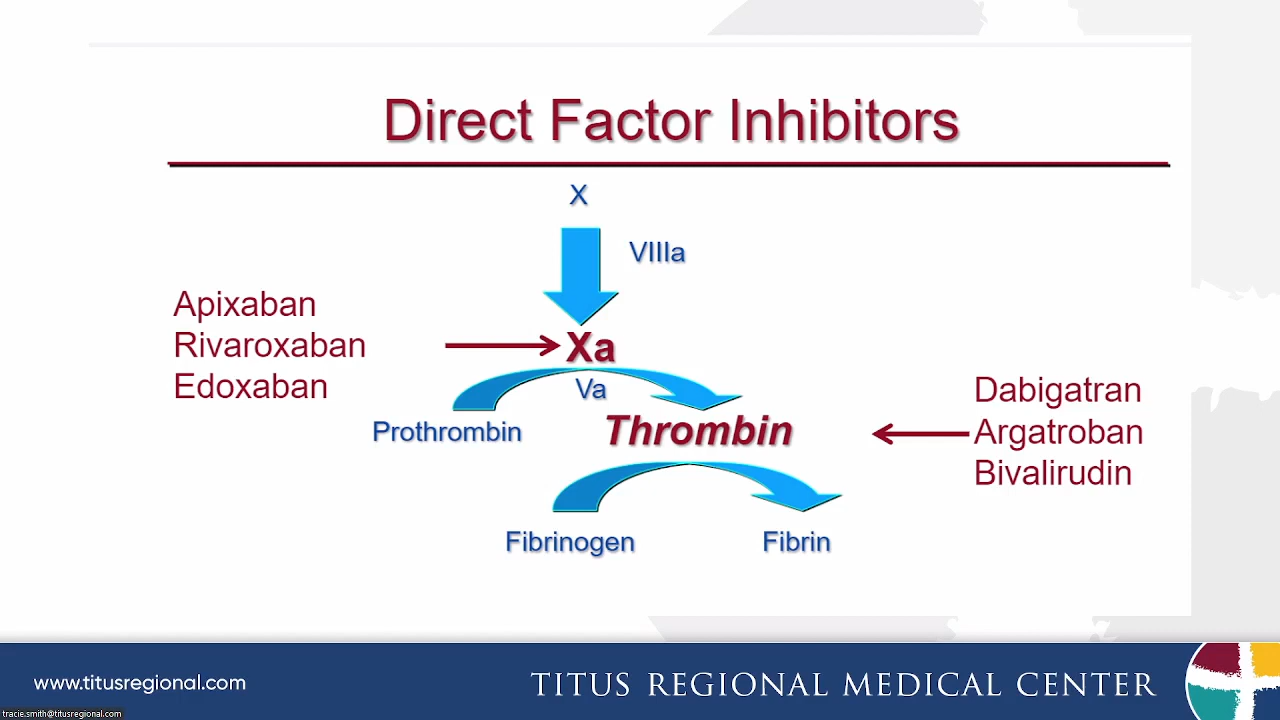 Direct Factor Inhibitors
X
VIIIa
Apixaban
Rivaroxaban
Edoxaban
Xa
Va
Prothrombin
Thrombin
Dabigatran
Argatroban
Bivalirudin
Fibrinogen
Fibrin
www.titusregional.com
TITUS REGIONAL MEDICAL CENTER
tracie.smith@titusregional.com